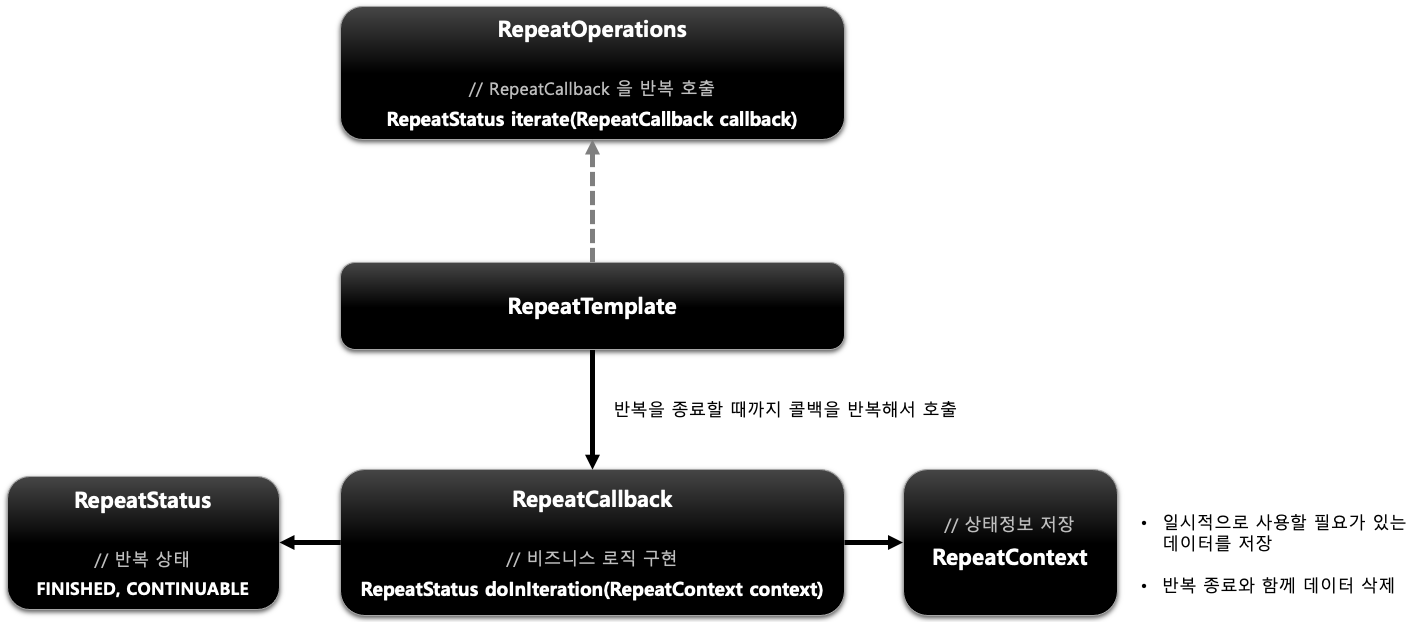 RepeatOperations
// RepeatCallback 을 반복 호출
RepeatStatus iterate(RepeatCallback callback)
RepeatTemplate
반복을 종료할 때까지 콜백을 반복해서 호출
RepeatStatus
// 반복 상태
FINISHED, CONTINUABLE
RepeatCallback
// 비즈니스 로직 구현
RepeatStatus doInIteration(RepeatContext context)
// 상태정보 저장
RepeatContext
• 일시적으로 사용할 필요가 있는
데이터를 저장
• 반복 종료와 함께 데이터 삭제